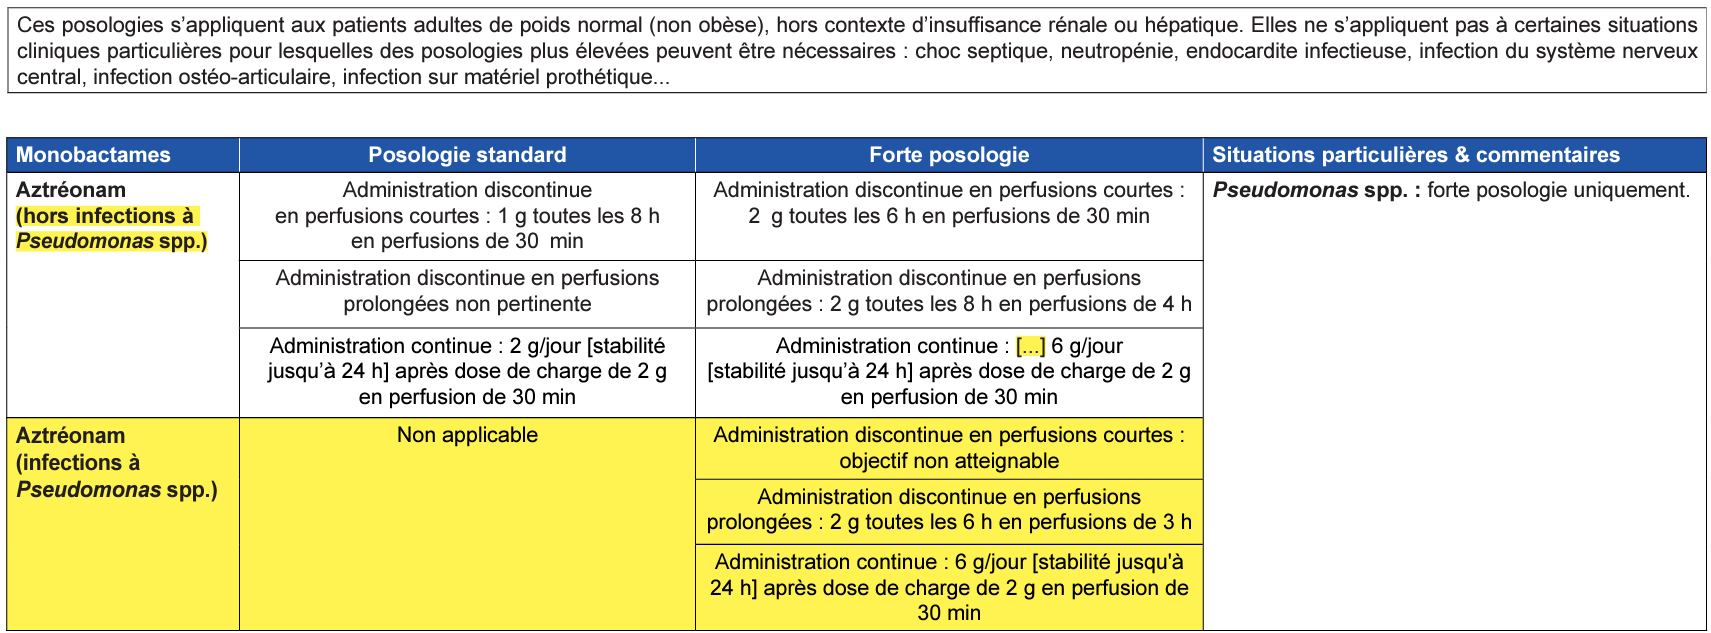 Ces posologies s’appliquent aux patients adultes de poids normal (non obèse), hors contexte d’insuffisance rénale ou hépatique. Elles ne s’appliquent pas à certaines situations
cliniques particulières pour lesquelles des posologies plus élevées peuvent être nécessaires : choc septique, neutropénie, endocardite infectieuse, infection du système nerveux
central, infection ostéo-articulaire, infection sur matériel prothétique...
Monobactames
Posologie standard
Forte posologie
Situations particulières & commentaires
Aztréonam
(hors infections à
Pseudomonas spp.)
Administration discontinue
en perfusions courtes : 1 g toutes les 8 h
en perfusions de 30 min
Administration discontinue en perfusions courtes :
2 g toutes les 6 h en perfusions de 30 min
Pseudomonas spp. : forte posologie uniquement.
Administration discontinue en perfusions
prolongées non pertinente
Administration discontinue en perfusions
prolongées : 2 g toutes les 8 h en perfusions de 4 h
Administration continue : 2 g/jour [stabilité
jusqu’à 24 h] après dose de charge de 2 g
en perfusion de 30 min
Administration continue : [...] 6 g/jour
[stabilité jusqu’à 24 h] après dose de charge de 2 g
en perfusion de 30 min
Aztréonam
(infections à
Pseudomonas spp.)
Non applicable
Administration discontinue en perfusions courtes :
objectif non atteignable
Administration discontinue en perfusions
prolongées : 2 g toutes les 6 h en perfusions de 3 h
Administration continue : 6 g/jour [stabilité jusqu'à
24 h] après dose de charge de 2 g en perfusion de
30 min